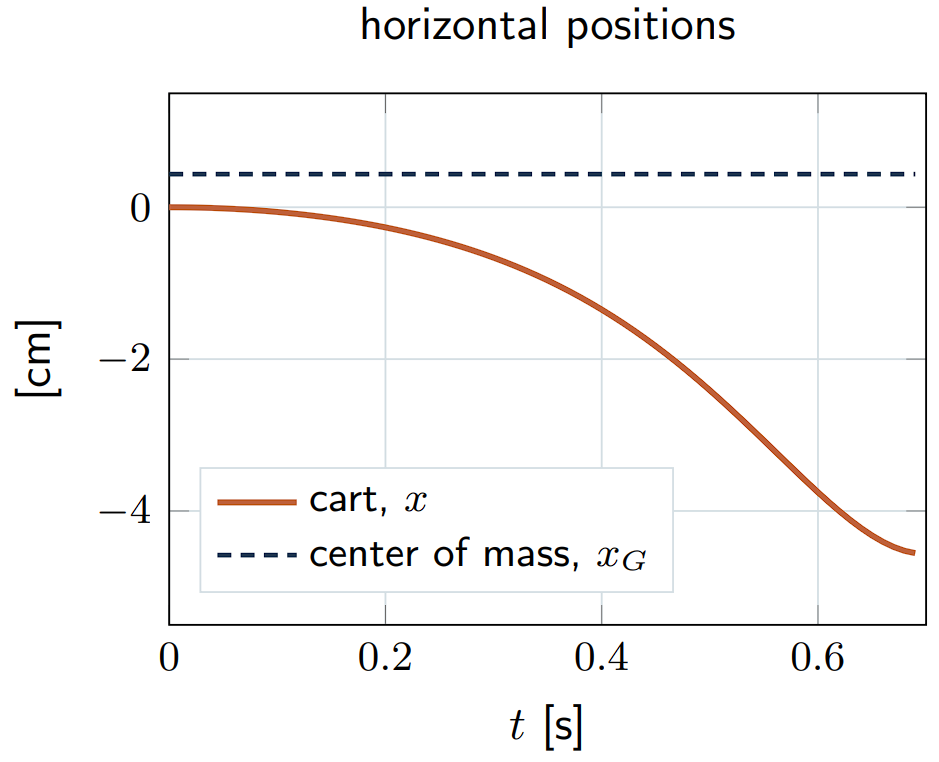 horizontal positions
[cm]
0
−2
−4
cart, x
center of mass, x_G
0 0.2 0.4 0.6
t [s]